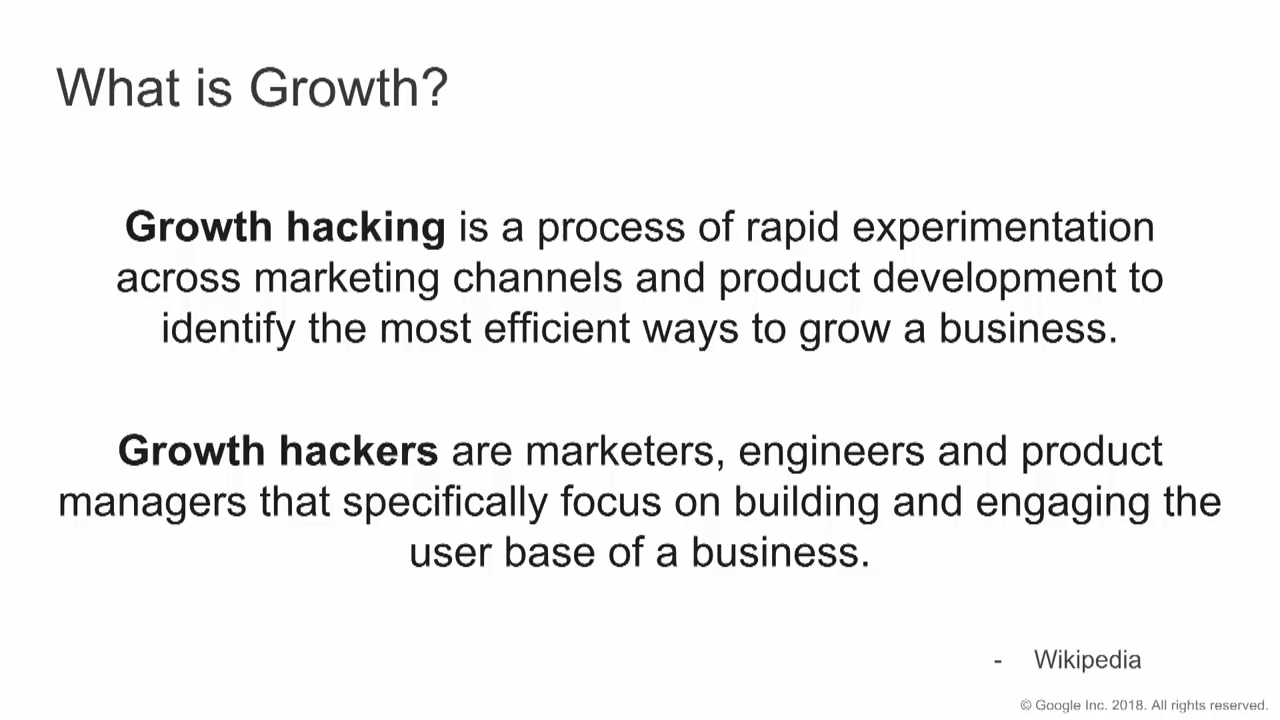 What is Growth?
Growth hacking is a process of rapid experimentation
across marketing channels and product development to
identify the most efficient ways to grow a business.
Growth hackers are marketers, engineers and product
managers that specifically focus on building and engaging the
user base of a business.
- Wikipedia
© Google Inc. 2018. All rights reserved.